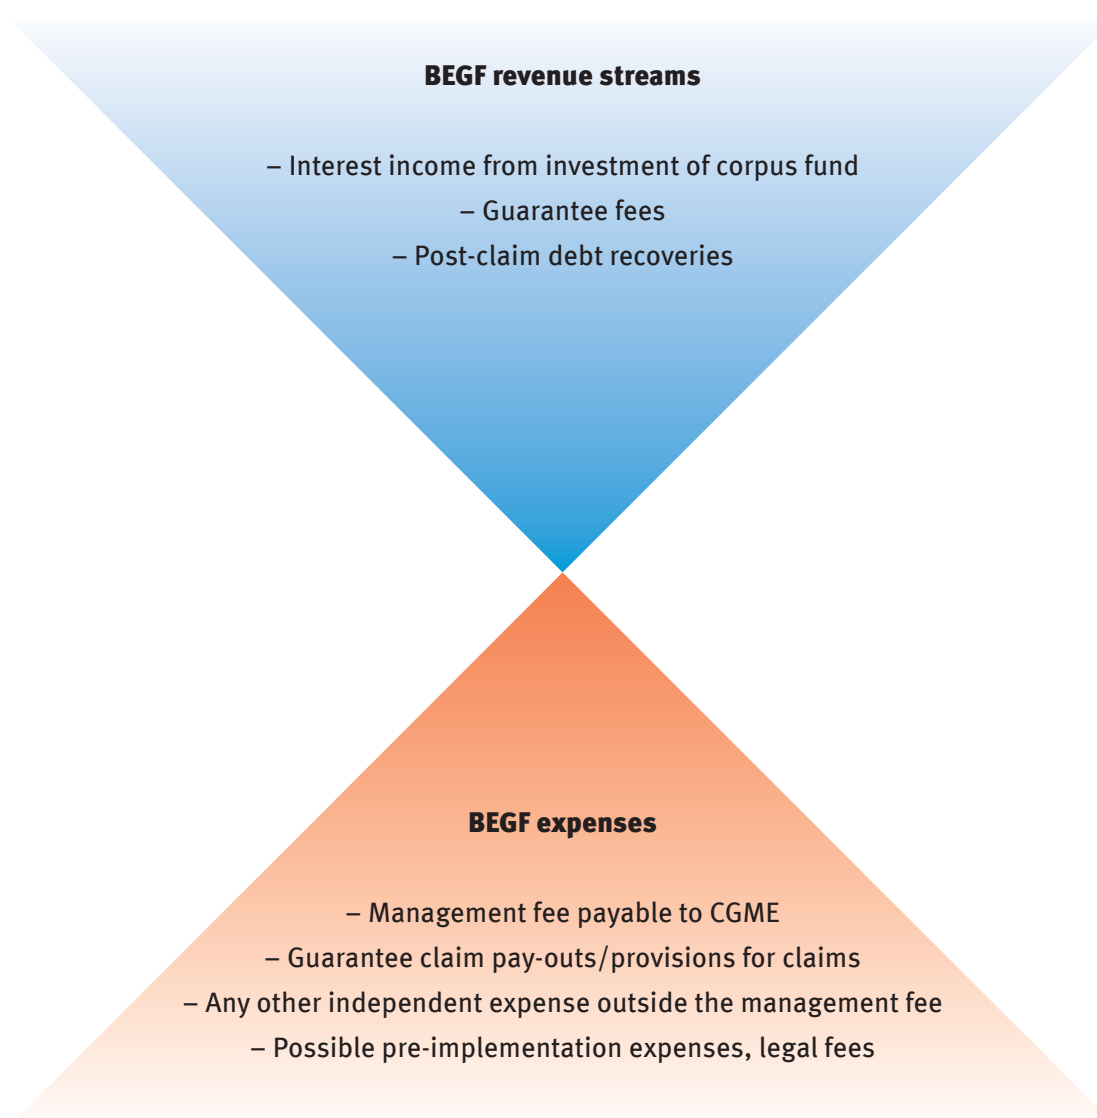 BEGF revenue streams
– Interest income from investment of corpus fund
– Guarantee fees
– Post-claim debt recoveries
BEGF expenses
– Management fee payable to CGME
– Guarantee claim pay-outs/provisions for claims
– Any other independent expense outside the management fee
– Possible pre-implementation expenses, legal fees